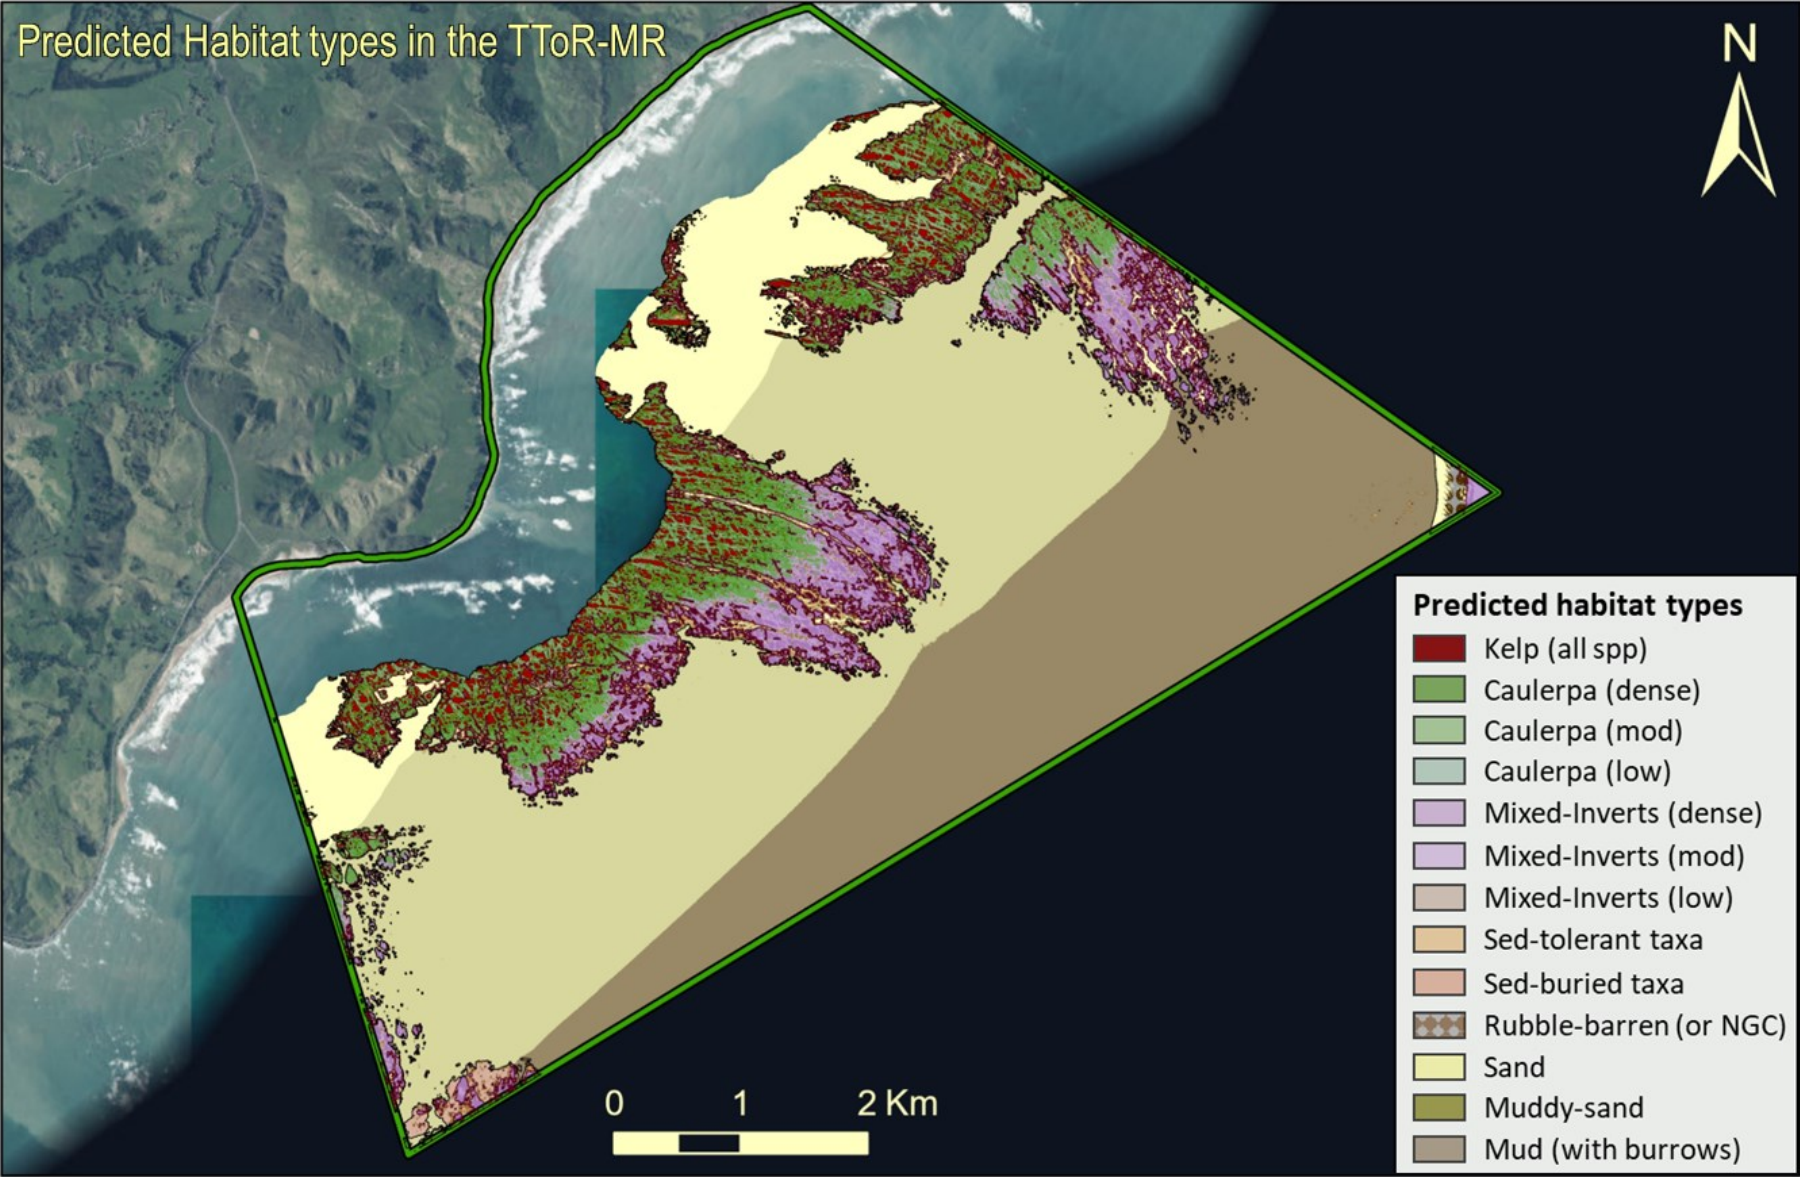 Predicted Habitat types in the TToR-MR
N
Predicted habitat types
Kelp (all spp)
Caulerpa (dense)
Caulerpa (mod)
Caulerpa (low)
Mixed-Inverts (dense)
Mixed-Inverts (mod)
Mixed-Inverts (low)
Sed-tolerant taxa
Sed-buried taxa
Rubble-barren (or NGC)
Sand
Muddy-sand
Mud (with burrows)
0 1 2 Km